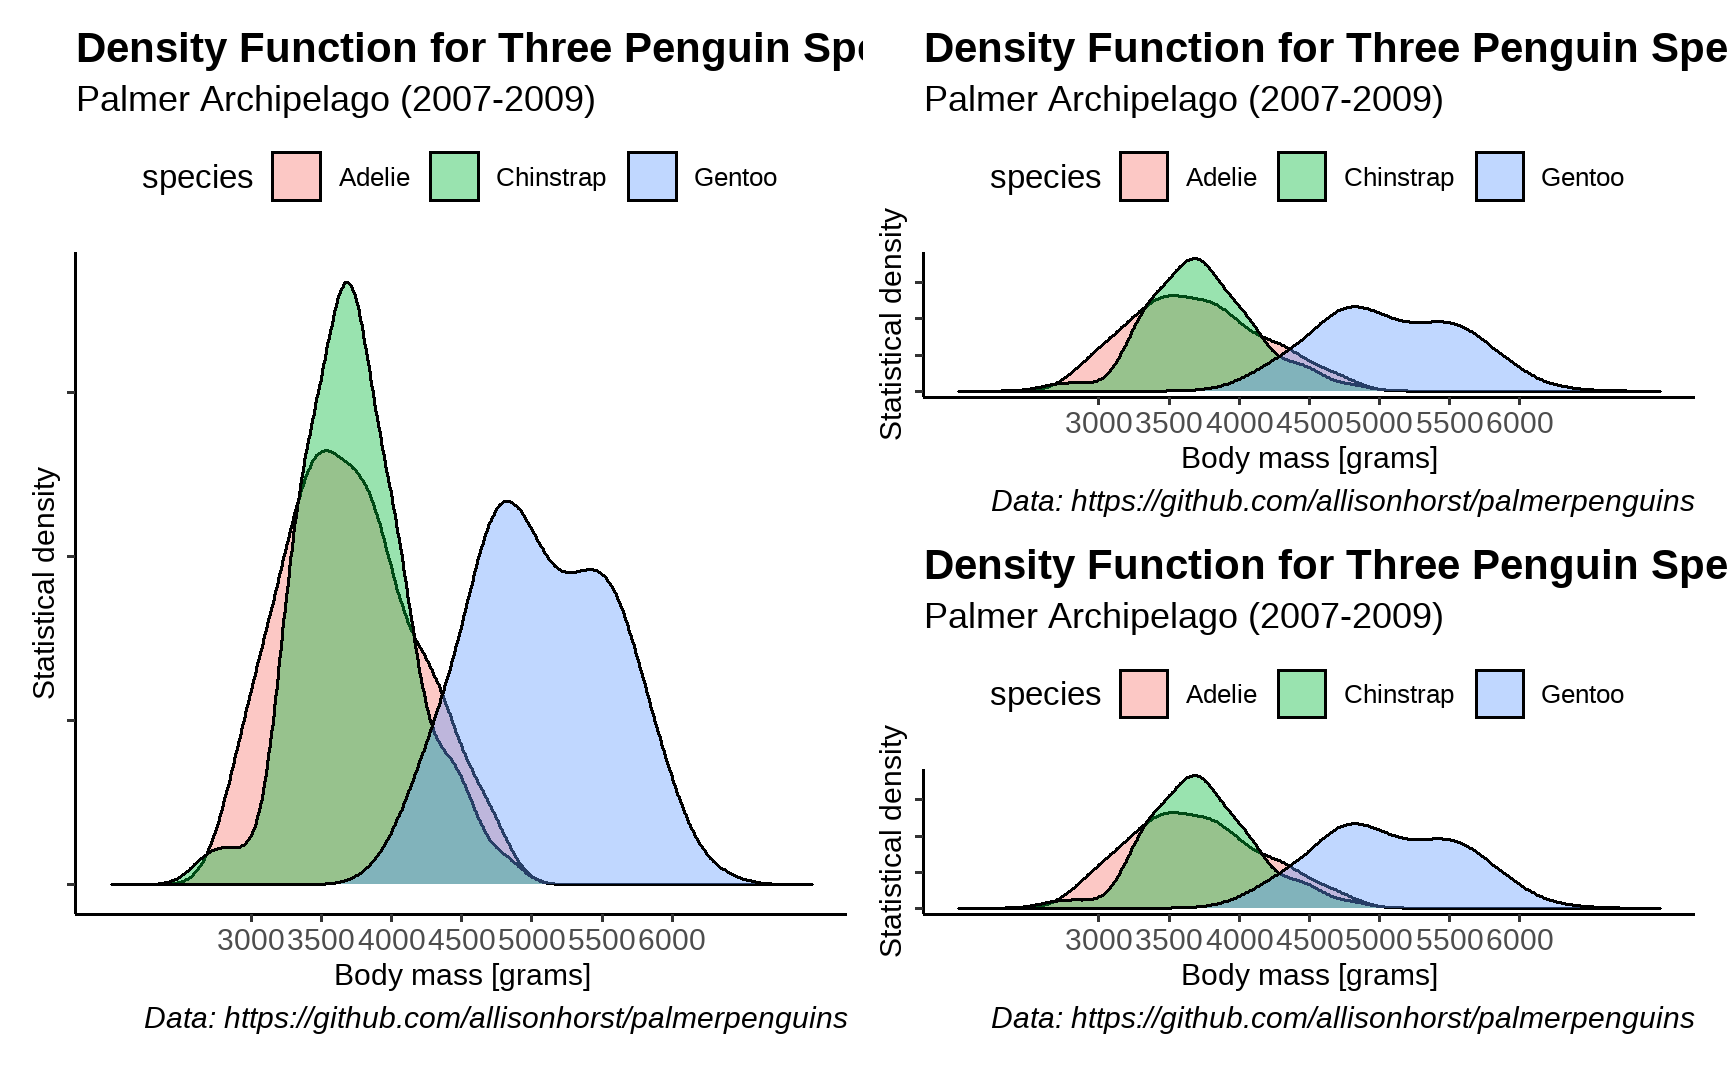 Density Function for Three Penguin Spe
Palmer Archipelago (2007-2009)
species Adelie Chinstrap Gentoo
Statistical density
3000 3500 4000 4500 5000 5500 6000
Body mass [grams]
Data: https://github.com/allisonhorst/palmerpenguins
Density Function for Three Penguin Spe
Palmer Archipelago (2007-2009)
species Adelie Chinstrap Gentoo
Statistical density
3000 3500 4000 4500 5000 5500 6000
Body mass [grams]
Data: https://github.com/allisonhorst/palmerpenguins
Density Function for Three Penguin Spe
Palmer Archipelago (2007-2009)
species Adelie Chinstrap Gentoo
Statistical density
3000 3500 4000 4500 5000 5500 6000
Body mass [grams]
Data: https://github.com/allisonhorst/palmerpenguins